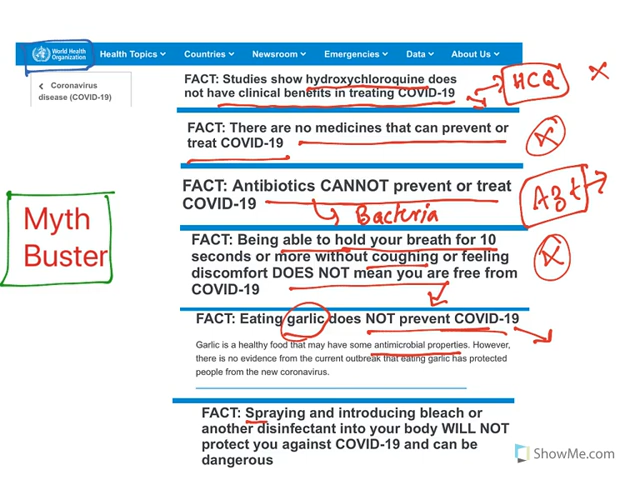 World Health
Organization
Health Topics
Countries
Newsroom
Emergencies
Data
About Us
Coronavirus
disease (COVID-19)
FACT: Studies show hydroxychloroquine does
not have clinical benefits in treating COVID-19
HCQ
FACT: There are no medicines that can prevent or
treat COVID-19
FACT: Antibiotics CANNOT prevent or treat
COVID-19
Bacteria
Myth
Buster
FACT: Being able to hold your breath for 10
seconds or more without coughing or feeling
discomfort DOES NOT mean you are free from
COVID-19
FACT: Eating garlic does NOT prevent COVID-19
Garlic is a healthy food that may have some antimicrobial properties. However,
there is no evidence from the current outbreak that eating garlic has protected
people from the new coronavirus.
FACT: Spraying and introducing bleach or
another disinfectant into your body WILL NOT
protect you against COVID-19 and can be
dangerous
ShowMe.com